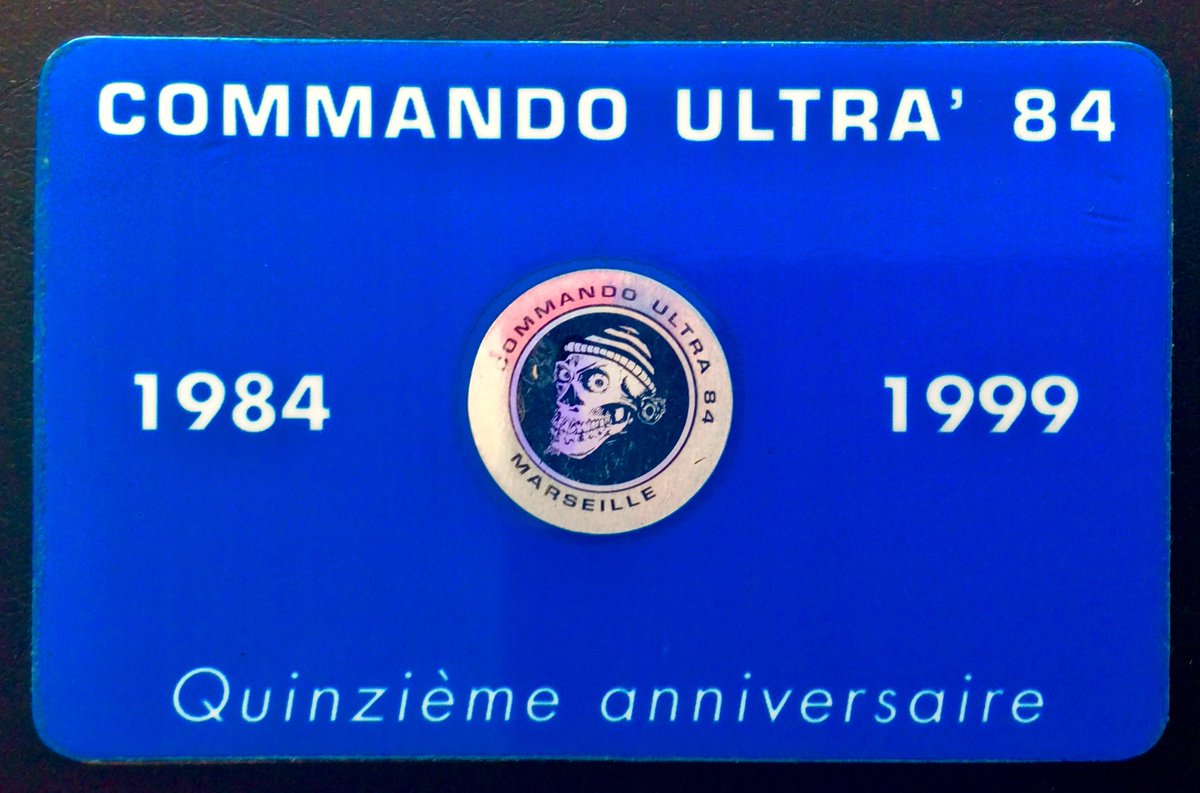 COMMANDO ULTRA’ 84
COMMANDO ULTRA 84
1984
1999
MARSEILLE
Quinzième anniversaire